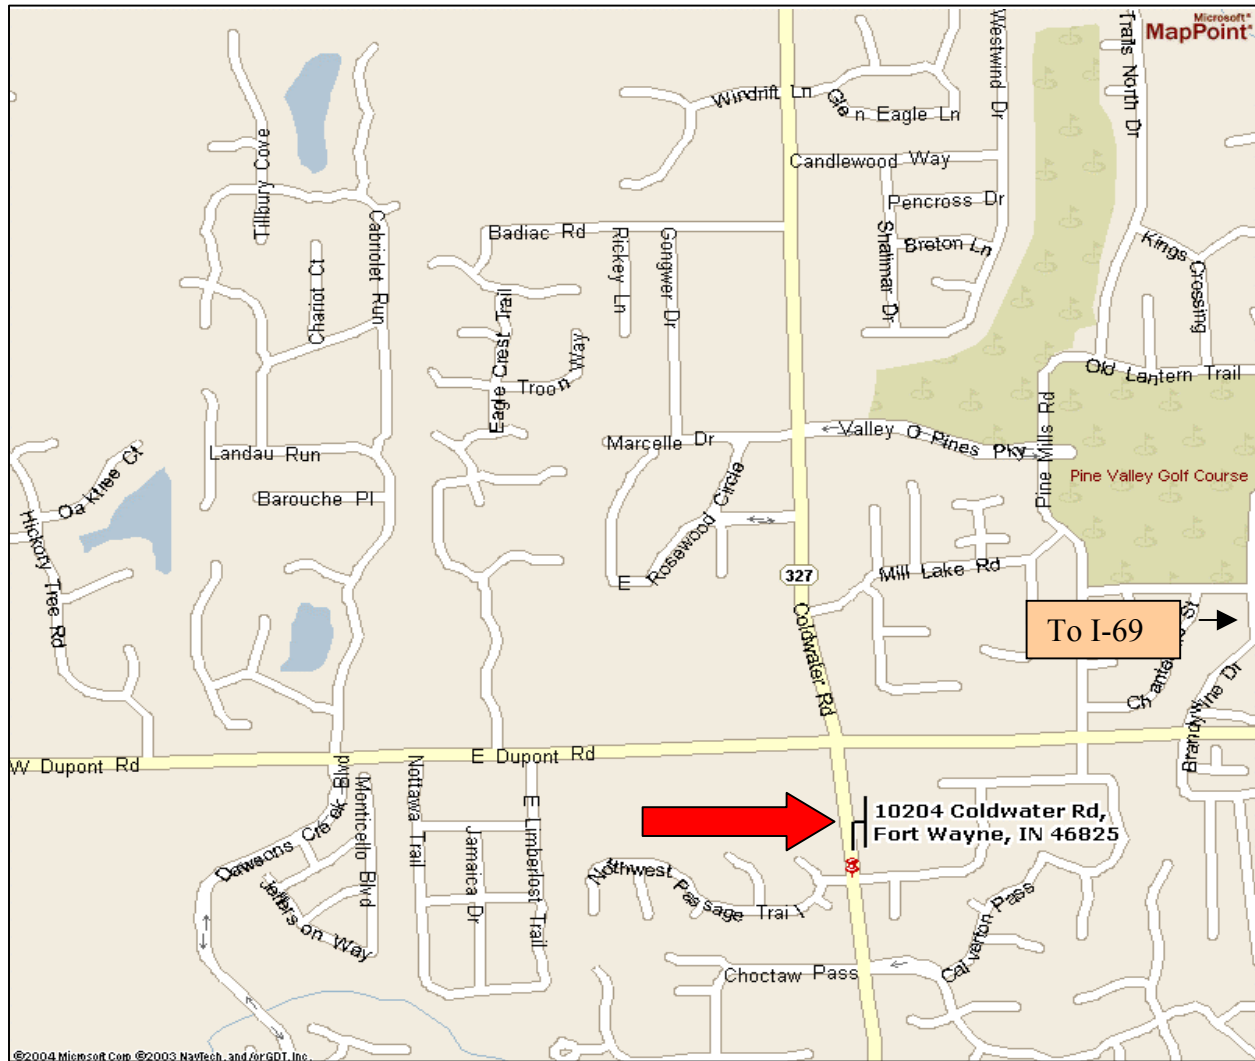 Microsoft®
MapPoint®
Trails North Dr
Westwind Dr
Windrift Ln
Glen Eagle Ln
Tillbury Cove
Candlewood Way
Pencross Dr
Cabriolet Run
Badiac Rd
Rickey Ln
Gongwer Dr
Shalimar Dr
Breton Ln
Kings Crossing
Chariot Ct
Eagle Crest Trail
Troon Way
Old Lantern Trail
Pine Mills Rd
Marcelle Dr
Valley O Pines Pky
Landau Run
Oaktree Ct
Pine Valley Golf Course
Barouche Pl
Hickory Tree Rd
E Rosewood Circle
327
Mill Lake Rd
Coldwater Rd
To I-69
St
Brandywine Dr
W Dupont Rd
E Dupont Rd
Dawsons Creek Blvd
Monticello Blvd
Nottawa Trail
Jamaica Dr
E Limberlost Trail
10204 Coldwater Rd,
Fort Wayne, IN 46825
Jefferson Way
Nothwest Passage Trail
Calverton Pass
Choctaw Pass
©2004 Microsoft Corp ©2003 NavTech, and/or GDT, Inc.